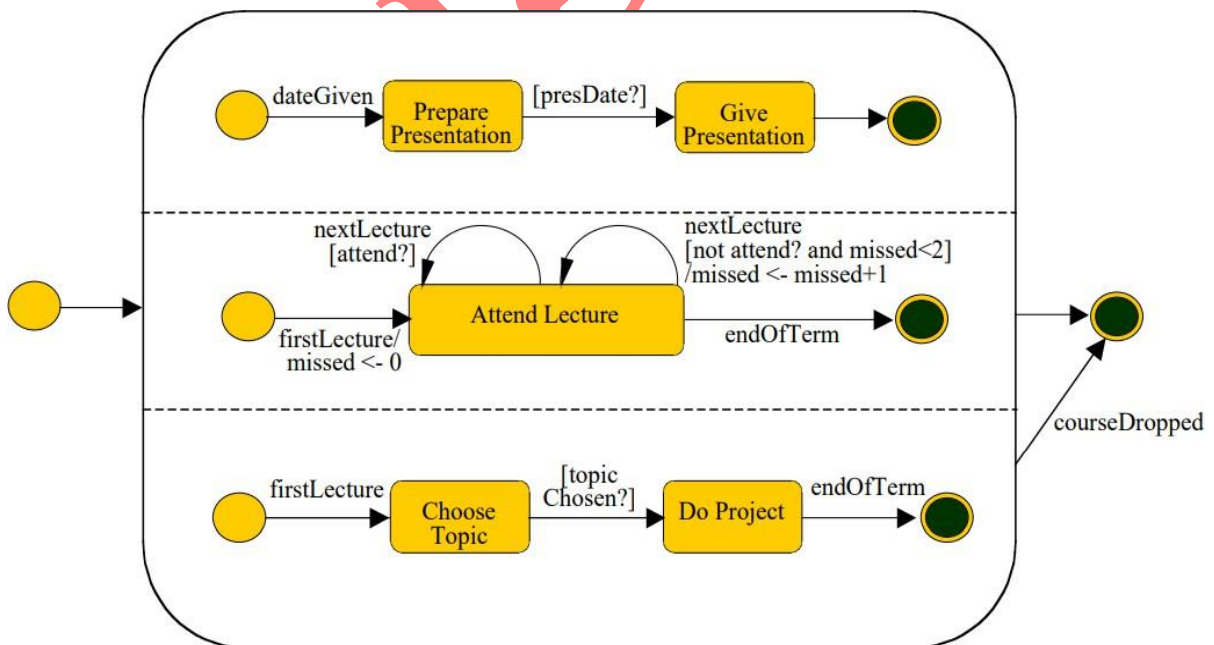 dateGiven
Prepare
Presentation
[presDate?]
Give
Presentation
nextLecture
[attend?]
nextLecture
[not attend? and missed<2]
/missed <- missed+1
Attend Lecture
firstLecture/
missed <- 0
endOfTerm
courseDropped
firstLecture
Choose
Topic
[topic
Chosen?]
Do Project
endOfTerm